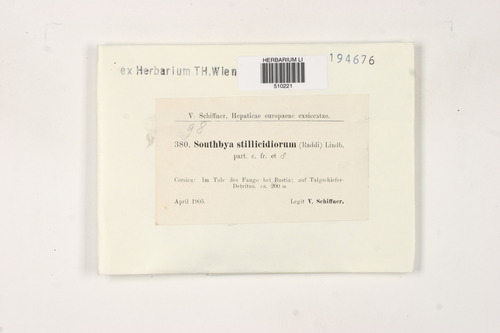 ex Herbarium TH.Wien
HERBARIUM LI
510221
194676
V Schiffner, Hepaticae europaeae exsiccatae.
98
380. Southbya stillicidiorum (Raddi) Lindb.
part. c. fr. et ♂
Corsica: Im Tale des Fango bei Bastia; auf Talgschiefer-
Detritus. ca. 200 m
April 1905.
Legit V. Schiffner.